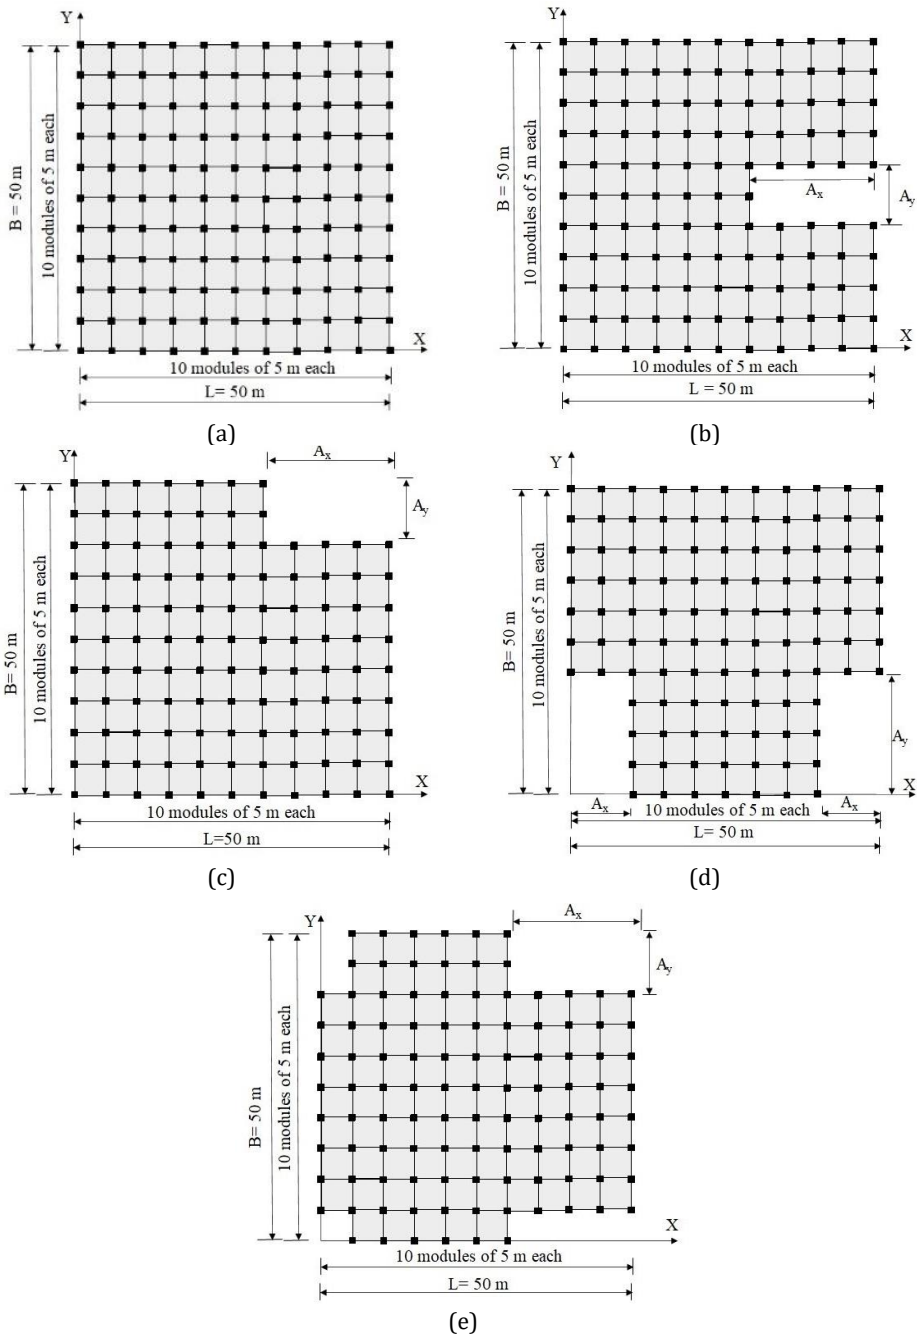 Y
B = 50 m
10 modules of 5 m each
X
10 modules of 5 m each
L= 50 m
(a)
Y
B = 50 m
10 modules of 5 m each
Ax
Ay
X
10 modules of 5 m each
L= 50 m
(b)
Y
Ax
Ay
B= 50 m
10 modules of 5 m each
X
10 modules of 5 m each
L=50 m
(c)
Y
B= 50 m
10 modules of 5 m each
Ay
X
Ax
10 modules of 5 m each
Ax
L= 50 m
(d)
Y
Ax
Ay
B= 50 m
10 modules of 5 m each
X
10 modules of 5 m each
L= 50 m
(e)